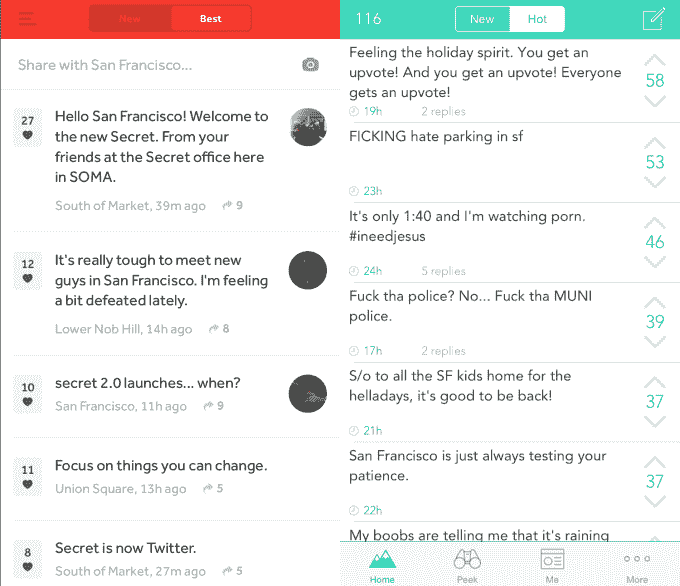 New
Best
Share with San Francisco...
27
Hello San Francisco! Welcome to
the new Secret. From your
friends at the Secret office here
in SOMA.
South of Market, 39m ago
9
12
It's really tough to meet new
guys in San Francisco. I'm feeling
a bit defeated lately.
Lower Nob Hill, 14h ago
8
10
secret 2.0 launches... when?
San Francisco, 11h ago
9
11
Focus on things you can change.
Union Square, 13h ago
5
8
Secret is now Twitter.
South of Market, 27m ago
5
116
New
Hot
Feeling the holiday spirit. You get an
upvote! And you get an upvote! Everyone
gets an upvote!
58
19h
2 replies
FICKING hate parking in sf
53
23h
It's only 1:40 and I'm watching porn.
#ineedjesus
46
24h
5 replies
Fuck tha police? No... Fuck tha MUNI
police.
39
17h
2 replies
S/o to all the SF kids home for the
helladays, it's good to be back!
37
21h
San Francisco is just always testing your
patience.
37
22h
My boobs are telling me that it's raining
Home
Peek
Me
More